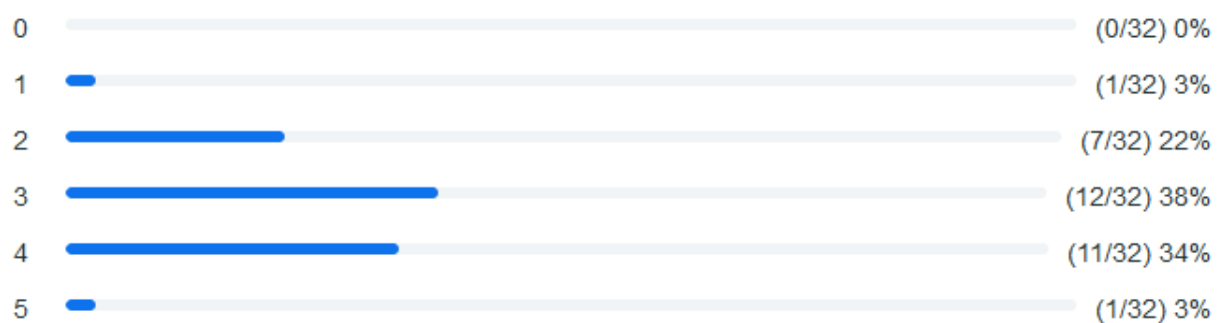 0 (0/32) 0%
1 (1/32) 3%
2 (7/32) 22%
3 (12/32) 38%
4 (11/32) 34%
5 (1/32) 3%